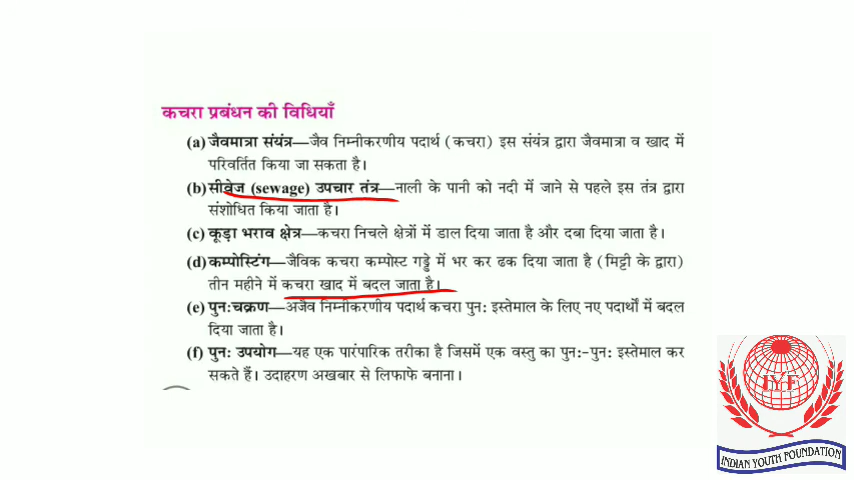 कचरा प्रबंधन की विधियाँ
(a) जैवमात्रा संयंत्र—जैव निम्नीकरणीय पदार्थ (कचरा) इस संयंत्र द्वारा जैवमात्रा व खाद में
परिवर्तित किया जा सकता है।
(b) सीवेज (sewage) उपचार तंत्र—नाली के पानी को नदी में जाने से पहले इस तंत्र द्वारा
संशोधित किया जाता है।
(c) कूड़ा भराव क्षेत्र—कचरा निचले क्षेत्रों में डाल दिया जाता है और दबा दिया जाता है।
(d) कम्पोस्टिंग—जैविक कचरा कम्पोस्ट गड्ढे में भर कर ढक दिया जाता है (मिट्टी के द्वारा)
तीन महीने में कचरा खाद में बदल जाता है।
(e) पुनःचक्रण—अजैव निम्नीकरणीय पदार्थ कचरा पुनः इस्तेमाल के लिए नए पदार्थों में बदल
दिया जाता है।
(f) पुनः उपयोग—यह एक पारंपारिक तरीका है जिसमें एक वस्तु का पुनः-पुनः इस्तेमाल कर
सकते हैं। उदाहरण अखबार से लिफाफे बनाना।
IYF
INDIAN YOUTH FOUNDATION